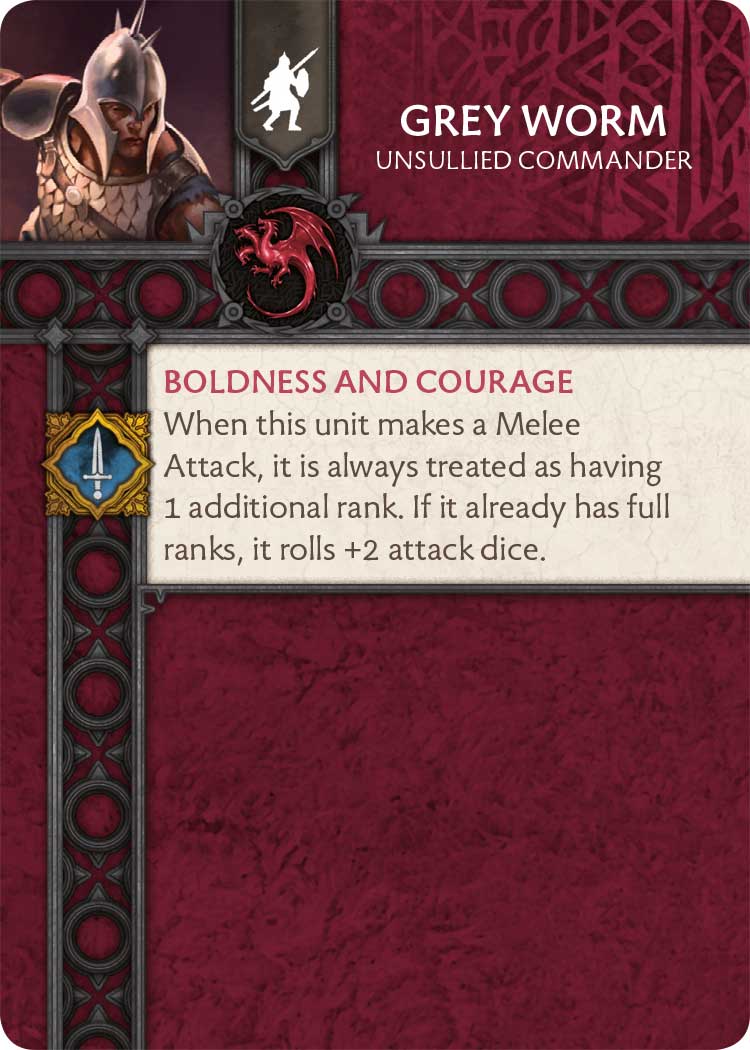 GREY WORM
UNSULLIED COMMANDER
BOLDNESS AND COURAGE
When this unit makes a Melee
Attack, it is always treated as having
1 additional rank. If it already has full
ranks, it rolls +2 attack dice.